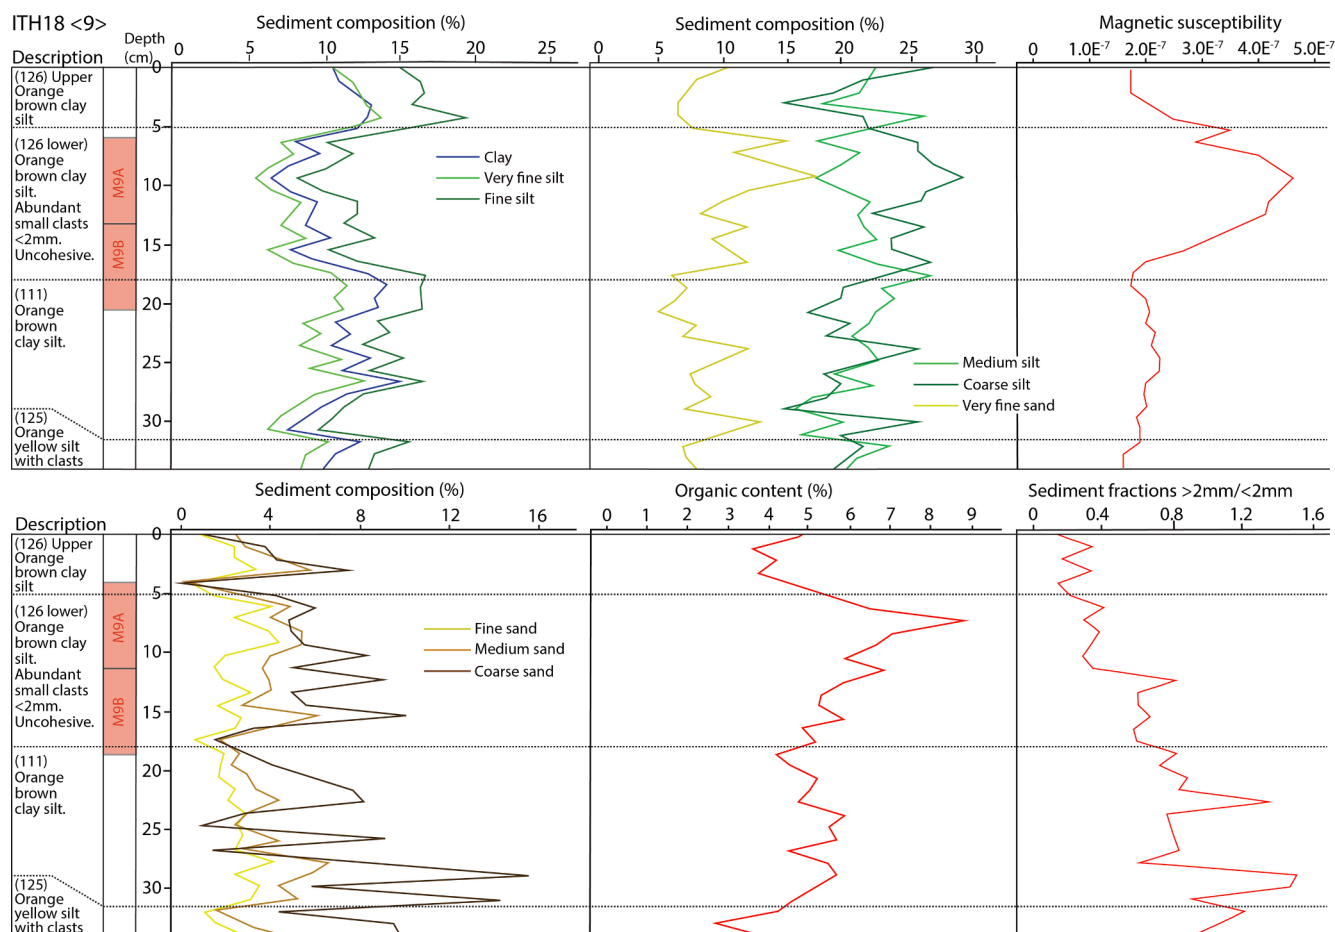 ITH18 <9>
Sediment composition (%)
Sediment composition (%)
Magnetic susceptibility
Description
Depth
(cm)
0 5 10 15 20 25
0 5 10 15 20 25 30
0 1.0E-7 2.0E-7 3.0E-7 4.0E-7 5.0E-7
0
5
10
15
20
25
30
(126) Upper
Orange
brown clay
silt
(126 lower)
Orange
brown clay
silt.
Abundant
small clasts
<2mm.
Uncohesive.
(111)
Orange
brown
clay silt.
(125)
Orange
yellow silt
with clasts
M9A
M9B
Clay
Very fine silt
Fine silt
Medium silt
Coarse silt
Very fine sand
Sediment composition (%)
Organic content (%)
Sediment fractions >2mm/<2mm
Description
0 4 8 12 16
0 1 2 3 4 5 6 7 8 9
0 0.4 0.8 1.2 1.6
0
5
10
15
20
25
30
(126) Upper
Orange
brown clay
silt
(126 lower)
Orange
brown clay
silt.
Abundant
small clasts
<2mm.
Uncohesive.
(111)
Orange
brown
clay silt.
(125)
Orange
yellow silt
with clasts
M9A
M9B
Fine sand
Medium sand
Coarse sand